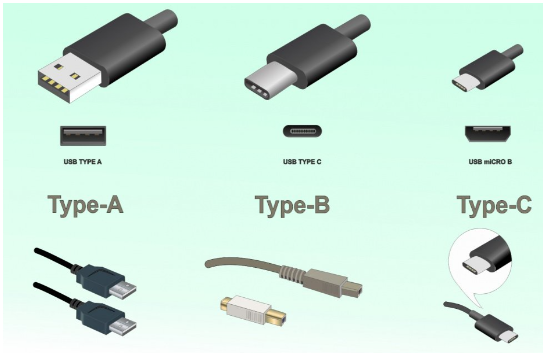 USB TYPE A
USB TYPE C
USB mICRO B
Type-A
Type-B
Type-C